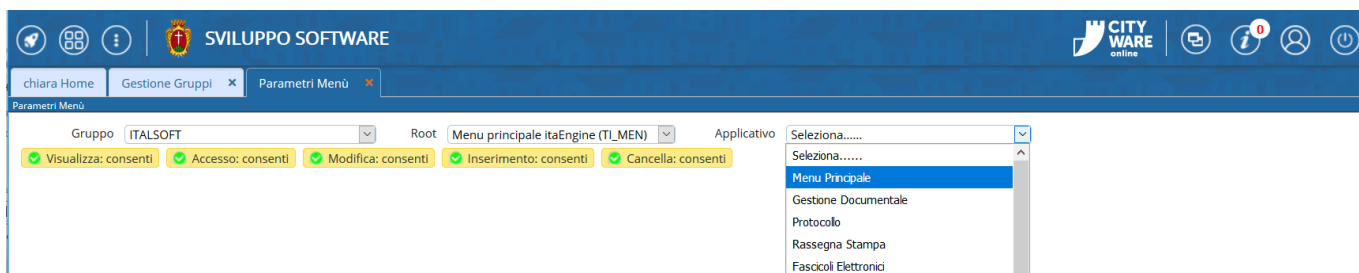 SVILUPPO SOFTWARE
CITY
WARE
online
0
chiara Home Gestione Gruppi × Parametri Menù ×
Parametri Menù
Gruppo ITALSOFT Root Menu principale itaEngine (TI_MEN) Applicativo Seleziona......
Visualizza: consenti Accesso: consenti Modifica: consenti Inserimento: consenti Cancella: consenti
Seleziona......
Menu Principale
Gestione Documentale
Protocollo
Rassegna Stampa
Fascicoli Elettronici